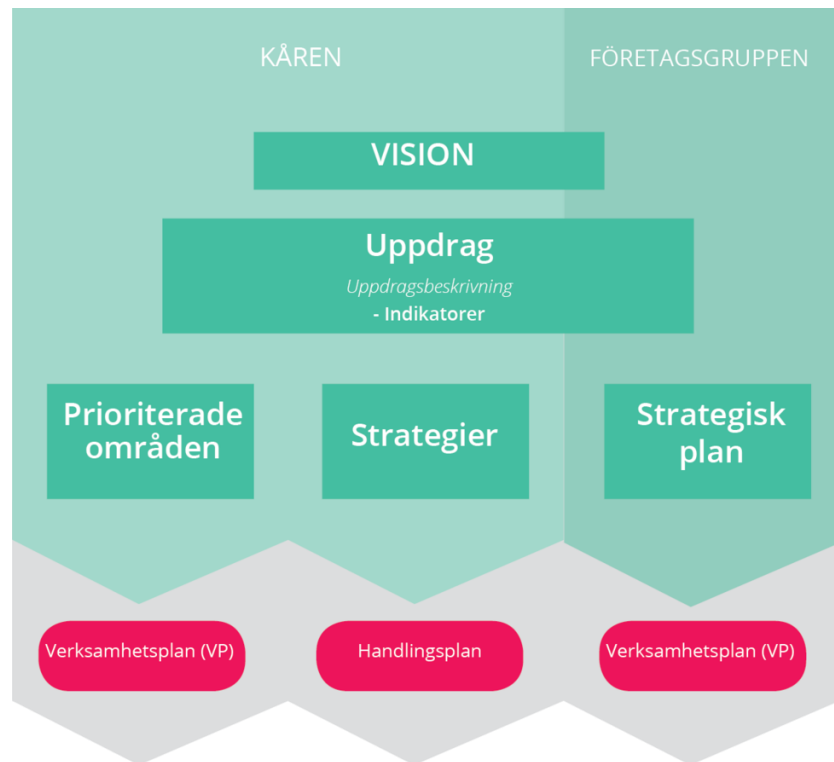 KÅREN
FÖRETAGSGRUPPEN
VISION
Uppdrag
Uppdragsbeskrivning
- Indikatorer
Prioriterade
områden
Strategier
Strategisk
plan
Verksamhetsplan (VP)
Handlingsplan
Verksamhetsplan (VP)